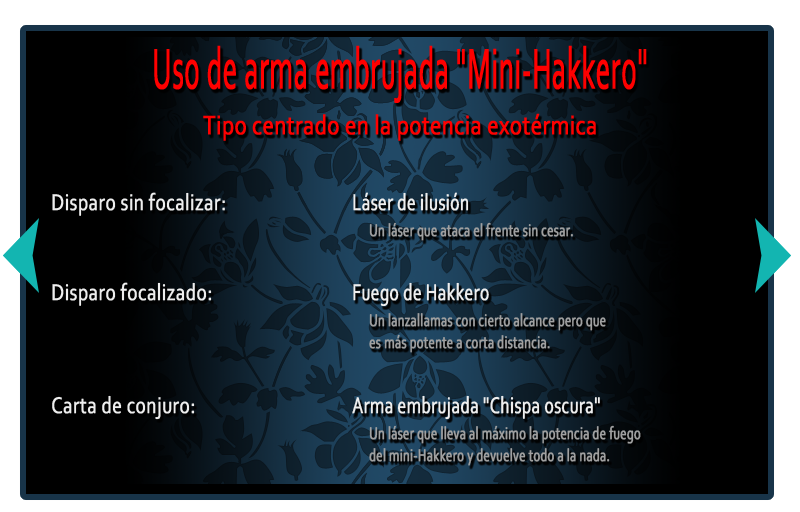 Uso de arma embrujada "Mini-Hakkero"
Tipo centrado en la potencia exotérmica
Disparo sin focalizar: Láser de ilusión
Un láser que ataca el frente sin cesar.
Disparo focalizado: Fuego de Hakkero
Un lanzallamas con cierto alcance pero que
es más potente a corta distancia.
Carta de conjuro: Arma embrujada "Chispa oscura"
Un láser que lleva al máximo la potencia de fuego
del mini-Hakkero y devuelve todo a la nada.